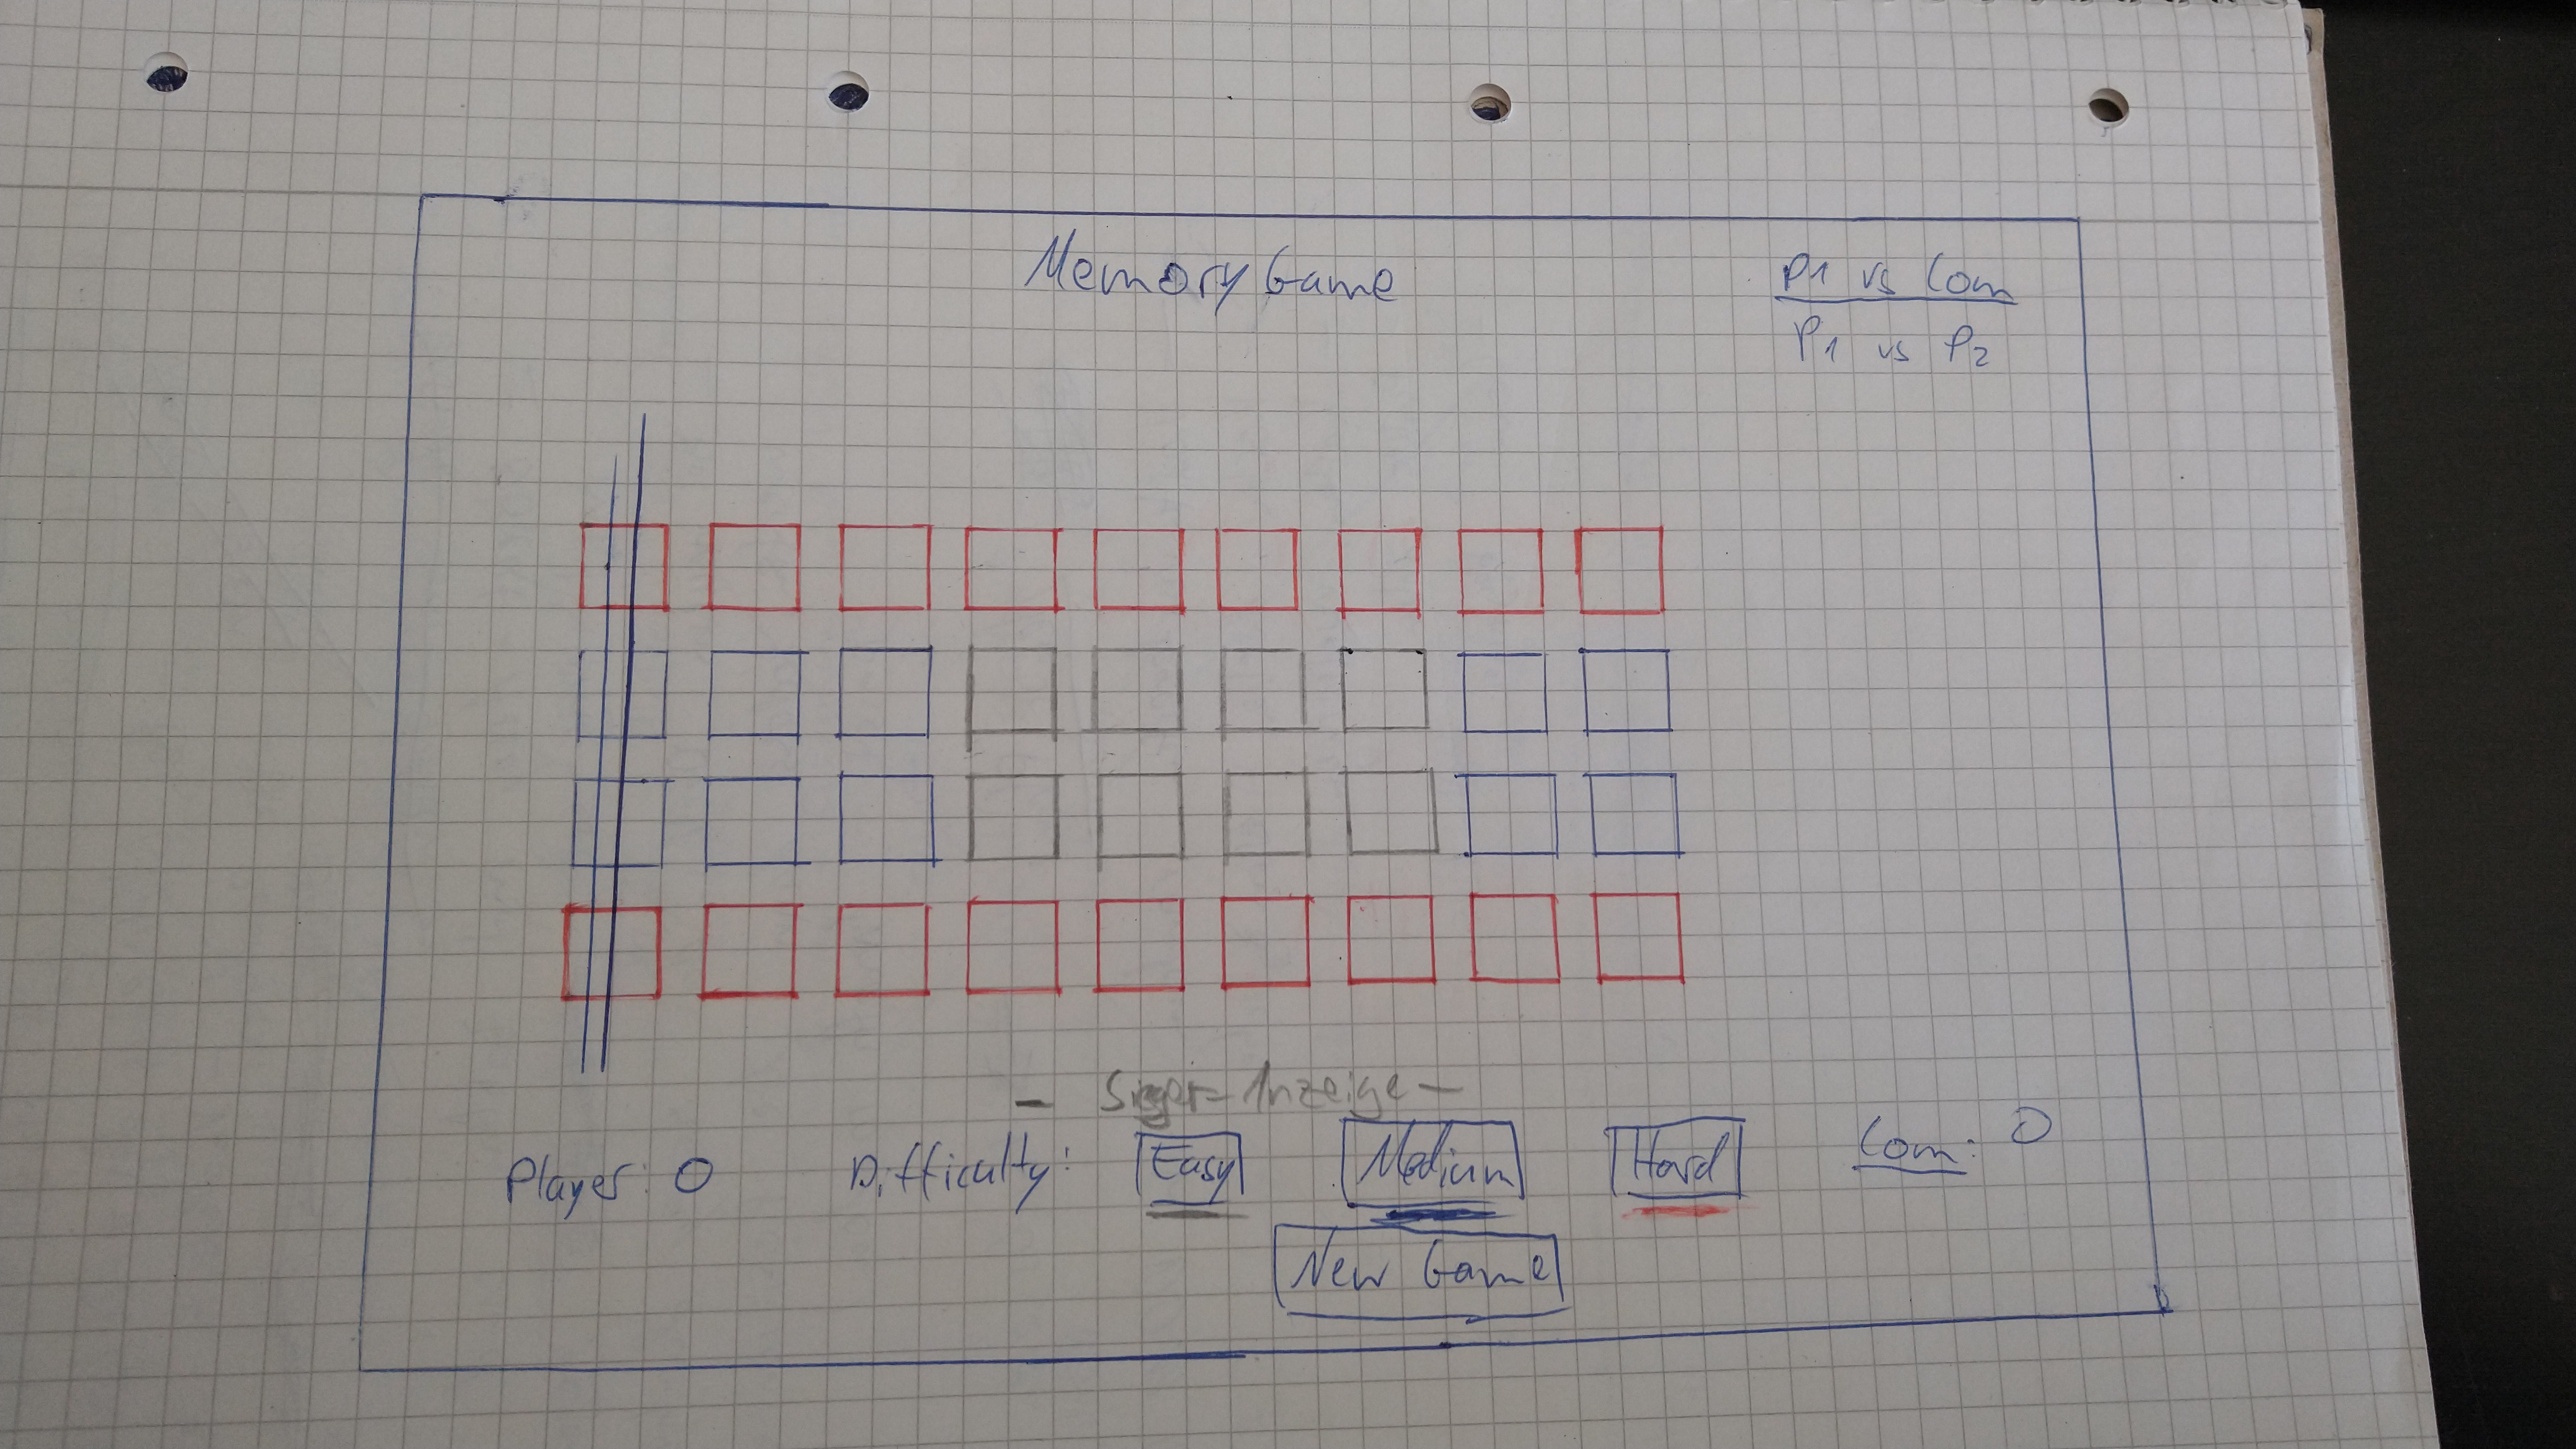 Memory Game
P1 vs Com
P1 vs P2
- Sieger-Anzeige -
Player: 0 Difficulty: Easy Medium Hard Com: 0
New Game